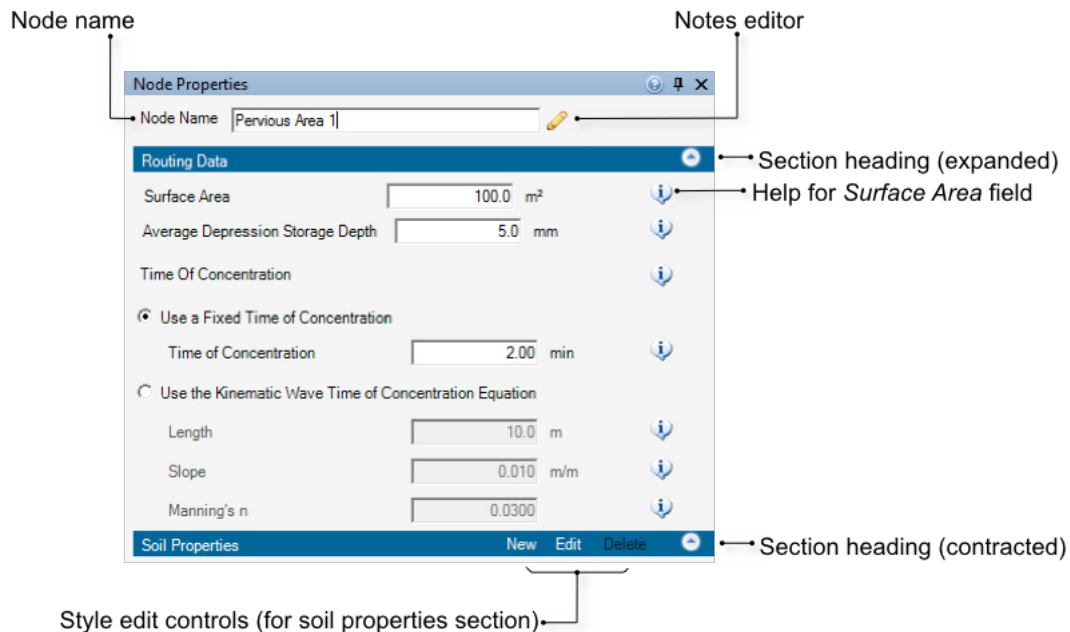 Node name
Notes editor
Node Properties
Node Name Pervious Area 1
Routing Data
Section heading (expanded)
Surface Area 100.0 m²
Help for Surface Area field
Average Depression Storage Depth 5.0 mm
Time Of Concentration
Use a Fixed Time of Concentration
Time of Concentration 2.00 min
Use the Kinematic Wave Time of Concentration Equation
Length 10.0 m
Slope 0.010 m/m
Manning's n 0.0300
Soil Properties New Edit Delete
Section heading (contracted)
Style edit controls (for soil properties section)